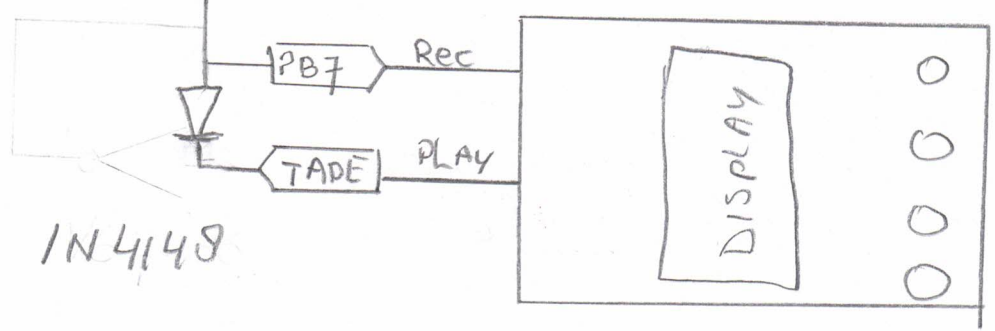 PB7
Rec
TAPE
PLAY
DISPLAY
1N4148